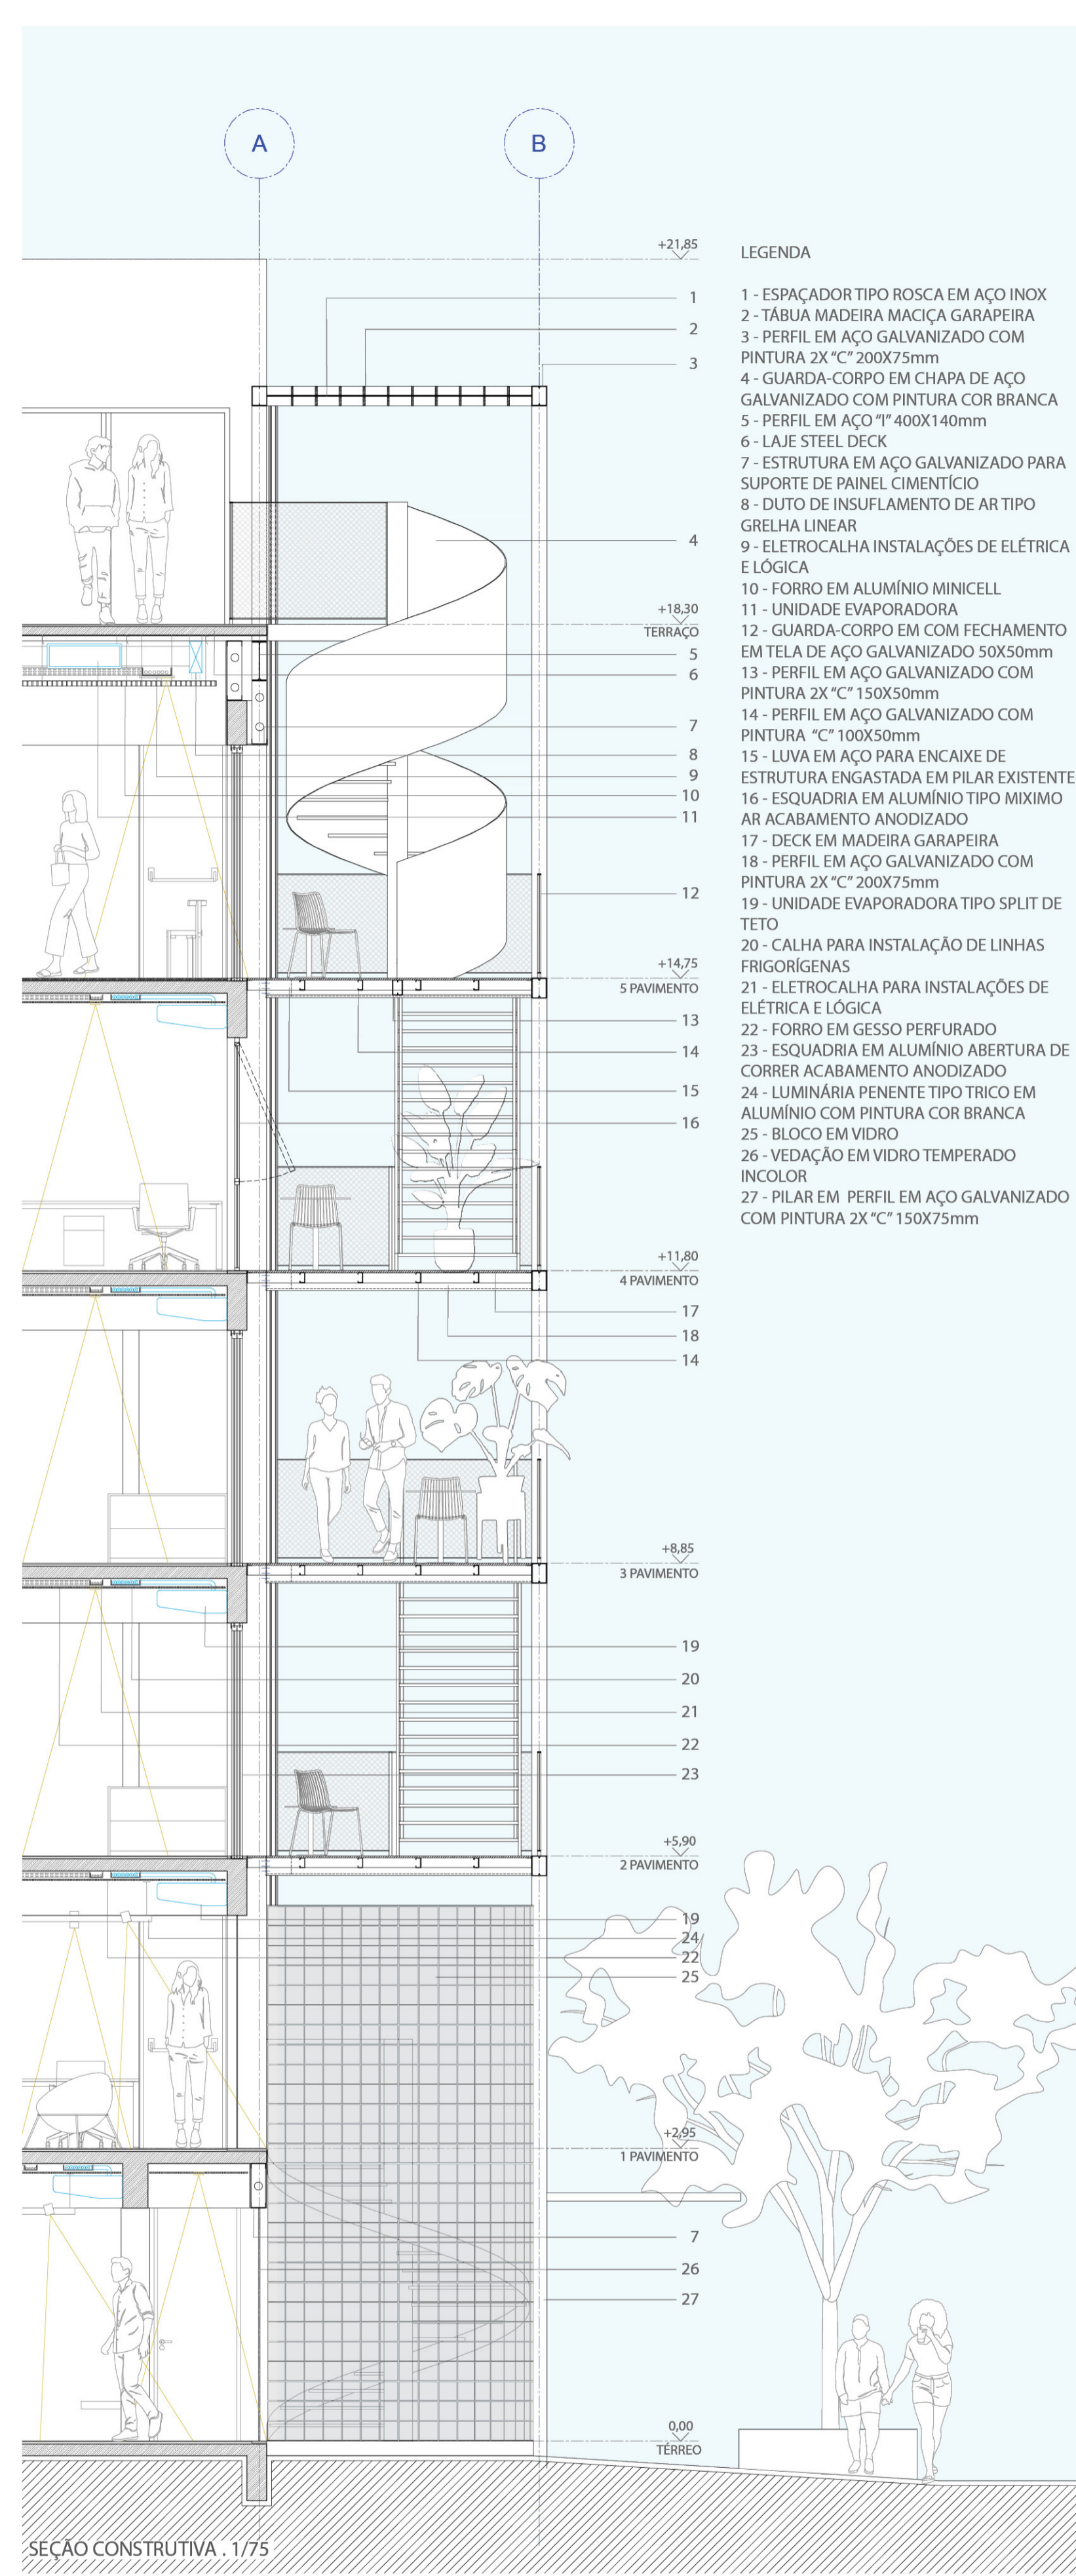 A
B
+21,85
LEGENDA
1
1 - ESPAÇADOR TIPO ROSCA EM AÇO INOX
2
2 - TÁBUA MADEIRA MACIÇA GARAPEIRA
3
3 - PERFIL EM AÇO GALVANIZADO COM
PINTURA 2X “C” 200X75mm
4 - GUARDA-CORPO EM CHAPA DE AÇO
GALVANIZADO COM PINTURA COR BRANCA
5 - PERFIL EM AÇO “I” 400X140mm
6 - LAJE STEEL DECK
7 - ESTRUTURA EM AÇO GALVANIZADO PARA
SUPORTE DE PAINEL CIMENTÍCIO
8 - DUTO DE INSUFLAMENTO DE AR TIPO
GRELHA LINEAR
9 - ELETROCALHA INSTALAÇÕES DE ELÉTRICA
E LÓGICA
10 - FORRO EM ALUMÍNIO MINICELL
11 - UNIDADE EVAPORADORA
12 - GUARDA-CORPO EM COM FECHAMENTO
EM TELA DE AÇO GALVANIZADO 50X50mm
13 - PERFIL EM AÇO GALVANIZADO COM
PINTURA 2X “C” 150X50mm
14 - PERFIL EM AÇO GALVANIZADO COM
PINTURA “C” 100X50mm
15 - LUVA EM AÇO PARA ENCAIXE DE
ESTRUTURA ENGASTADA EM PILAR EXISTENTE
16 - ESQUADRIA EM ALUMÍNIO TIPO MIXIMO
AR ACABAMENTO ANODIZADO
17 - DECK EM MADEIRA GARAPEIRA
18 - PERFIL EM AÇO GALVANIZADO COM
PINTURA 2X “C” 200X75mm
19 - UNIDADE EVAPORADORA TIPO SPLIT DE
TETO
20 - CALHA PARA INSTALAÇÃO DE LINHAS
FRIGORÍGENAS
21 - ELETROCALHA PARA INSTALAÇÕES DE
ELÉTRICA E LÓGICA
22 - FORRO EM GESSO PERFURADO
23 - ESQUADRIA EM ALUMÍNIO ABERTURA DE
CORRER ACABAMENTO ANODIZADO
24 - LUMINÁRIA PENENTE TIPO TRICO EM
ALUMÍNIO COM PINTURA COR BRANCA
25 - BLOCO EM VIDRO
26 - VEDAÇÃO EM VIDRO TEMPERADO
INCOLOR
27 - PILAR EM PERFIL EM AÇO GALVANIZADO
COM PINTURA 2X “C” 150X75mm
4
+18,30
TERRAÇO
5
6
7
8
9
10
11
12
+14,75
5 PAVIMENTO
13
14
15
16
+11,80
4 PAVIMENTO
17
18
14
+8,85
3 PAVIMENTO
19
20
21
22
23
+5,90
2 PAVIMENTO
19
24
22
25
+2,95
1 PAVIMENTO
7
26
27
0,00
TÉRREO
SEÇÃO CONSTRUTIVA . 1/75